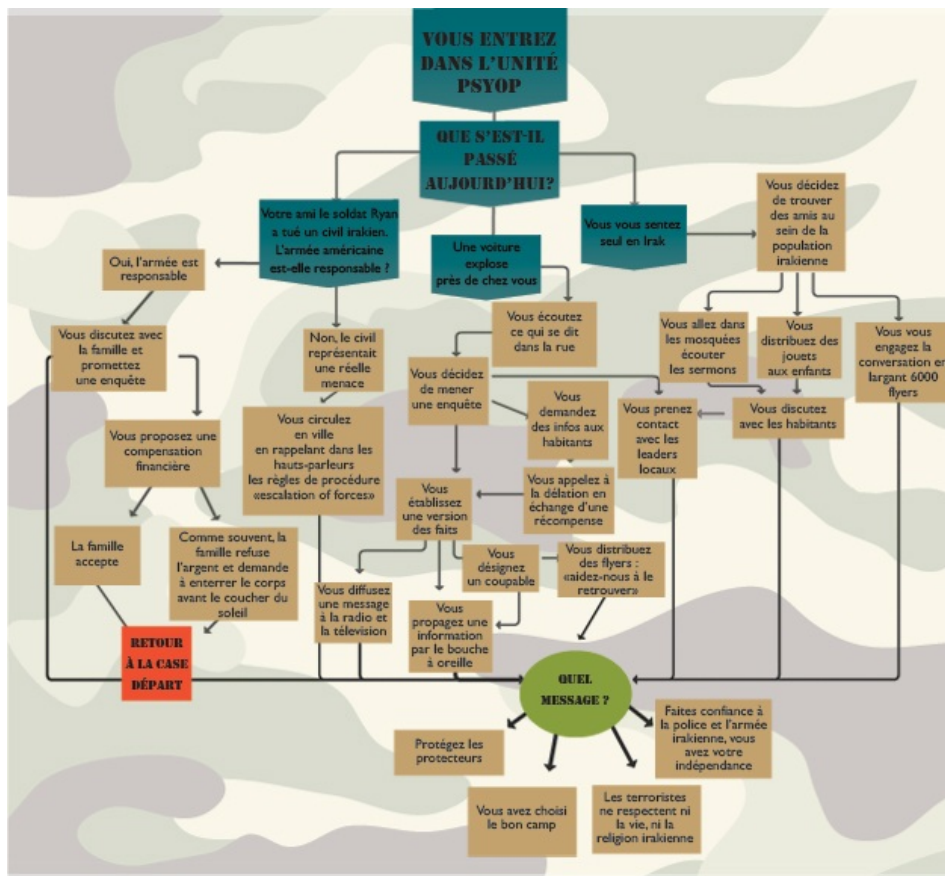 VOUS ENTREZ
DANS L'UNITÉ
PSYOP
QUE S'EST-IL
PASSÉ
AUJOURD'HUI?
Votre ami le soldat Ryan
a tué un civil irakien.
L'armée américaine
est-elle responsable ?
Une voiture
explose
près de chez vous
Vous vous sentez
seul en Irak
Vous décidez
de trouver
des amis au
sein de la
population
irakienne
Oui, l'armée est
responsable
Vous discutez avec
la famille et
promettez
une enquête
Non, le civil
représentait
une réelle
menace
Vous écoutez
ce qui se dit
dans la rue
Vous allez dans
les mosquées
écouter
les sermons
Vous
distribuez des
jouets
aux enfants
Vous vous
engagez la
conversation en
largant 6000
flyers
Vous décidez
de mener
une enquête
Vous
demandez
des infos aux
habitants
Vous prenez
contact
avec les
leaders
locaux
Vous discutez
avec les habitants
Vous proposez une
compensation
financière
Vous circulez
en ville
en rappelant dans les
hauts-parleurs
les règles de procédure
«escalation of forces»
Vous
établissez
une version
des faits
Vous appelez à
la délation en
échange d'une
récompense
La famille
accepte
Comme souvent, la
famille refuse
l'argent et demande
à enterrer le corps
avant le coucher du
soleil
Vous
désignez
un coupable
Vous distribuez
des flyers :
«aidez-nous à le
retrouver»
Vous diffusez
une message
à la radio et
la télévision
Vous
propagez une
information
par le bouche
à oreille
RETOUR
À LA CASE
DÉPART
QUEL
MESSAGE ?
Protégez les
protecteurs
Vous avez choisi
le bon camp
Les terroristes
ne respectent ni
la vie, ni la
religion irakienne
Faites confiance à
la police et l'armée
irakienne, vous
avez votre
indépendance